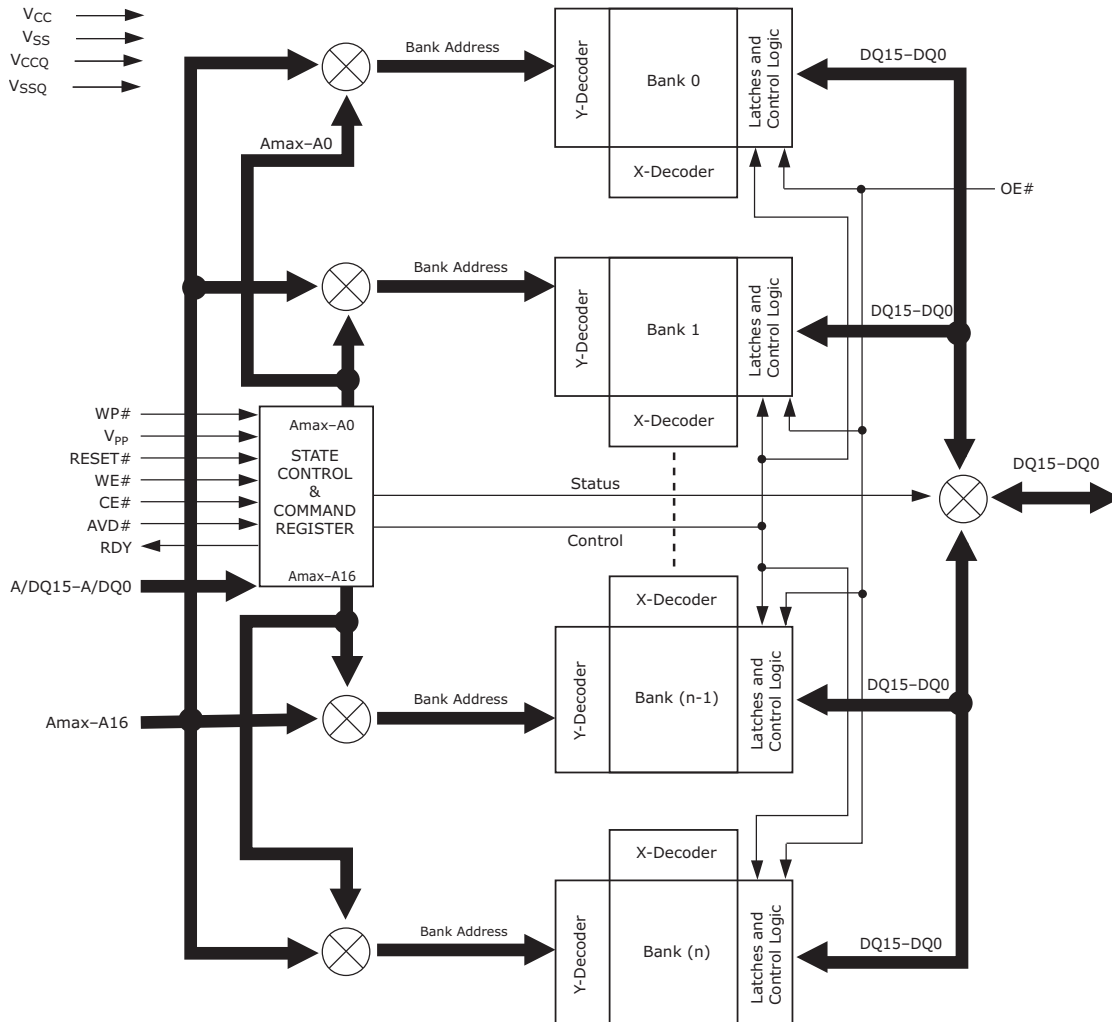 VCC
VSS
VCCQ
VSSQ
Bank Address
Amax–A0
Y-Decoder
Bank 0
Latches and
Control Logic
X-Decoder
DQ15–DQ0
OE#
Bank Address
Y-Decoder
Bank 1
Latches and
Control Logic
X-Decoder
DQ15–DQ0
WP#
VPP
RESET#
WE#
CE#
AVD#
RDY
A/DQ15–A/DQ0
Amax–A0
STATE
CONTROL
&
COMMAND
REGISTER
Amax–A16
Status
Control
DQ15–DQ0
Amax–A16
Bank Address
X-Decoder
Y-Decoder
Bank (n-1)
Latches and
Control Logic
DQ15–DQ0
Bank Address
X-Decoder
Y-Decoder
Bank (n)
Latches and
Control Logic
DQ15–DQ0